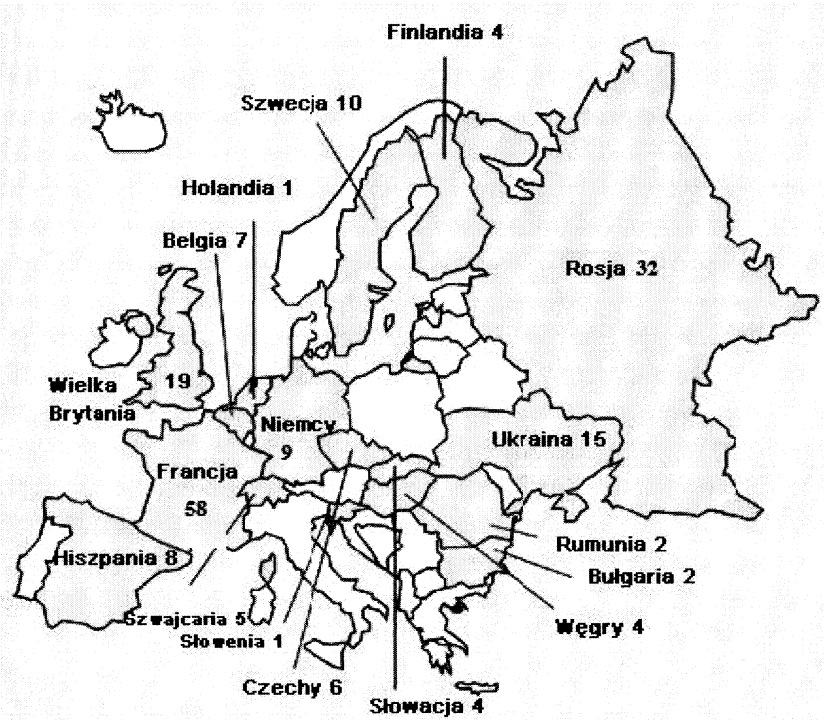 Finlandia 4
Szwecja 10
Holandia 1
Belgia 7
Rosja 32
Wielka
Brytania
19
Niemcy
9
Ukraina 15
Francja
58
Hiszpania 8
Rumunia 2
Bułgaria 2
Szwajcaria 5
Słowenia 1
Węgry 4
Czechy 6
Słowacja 4